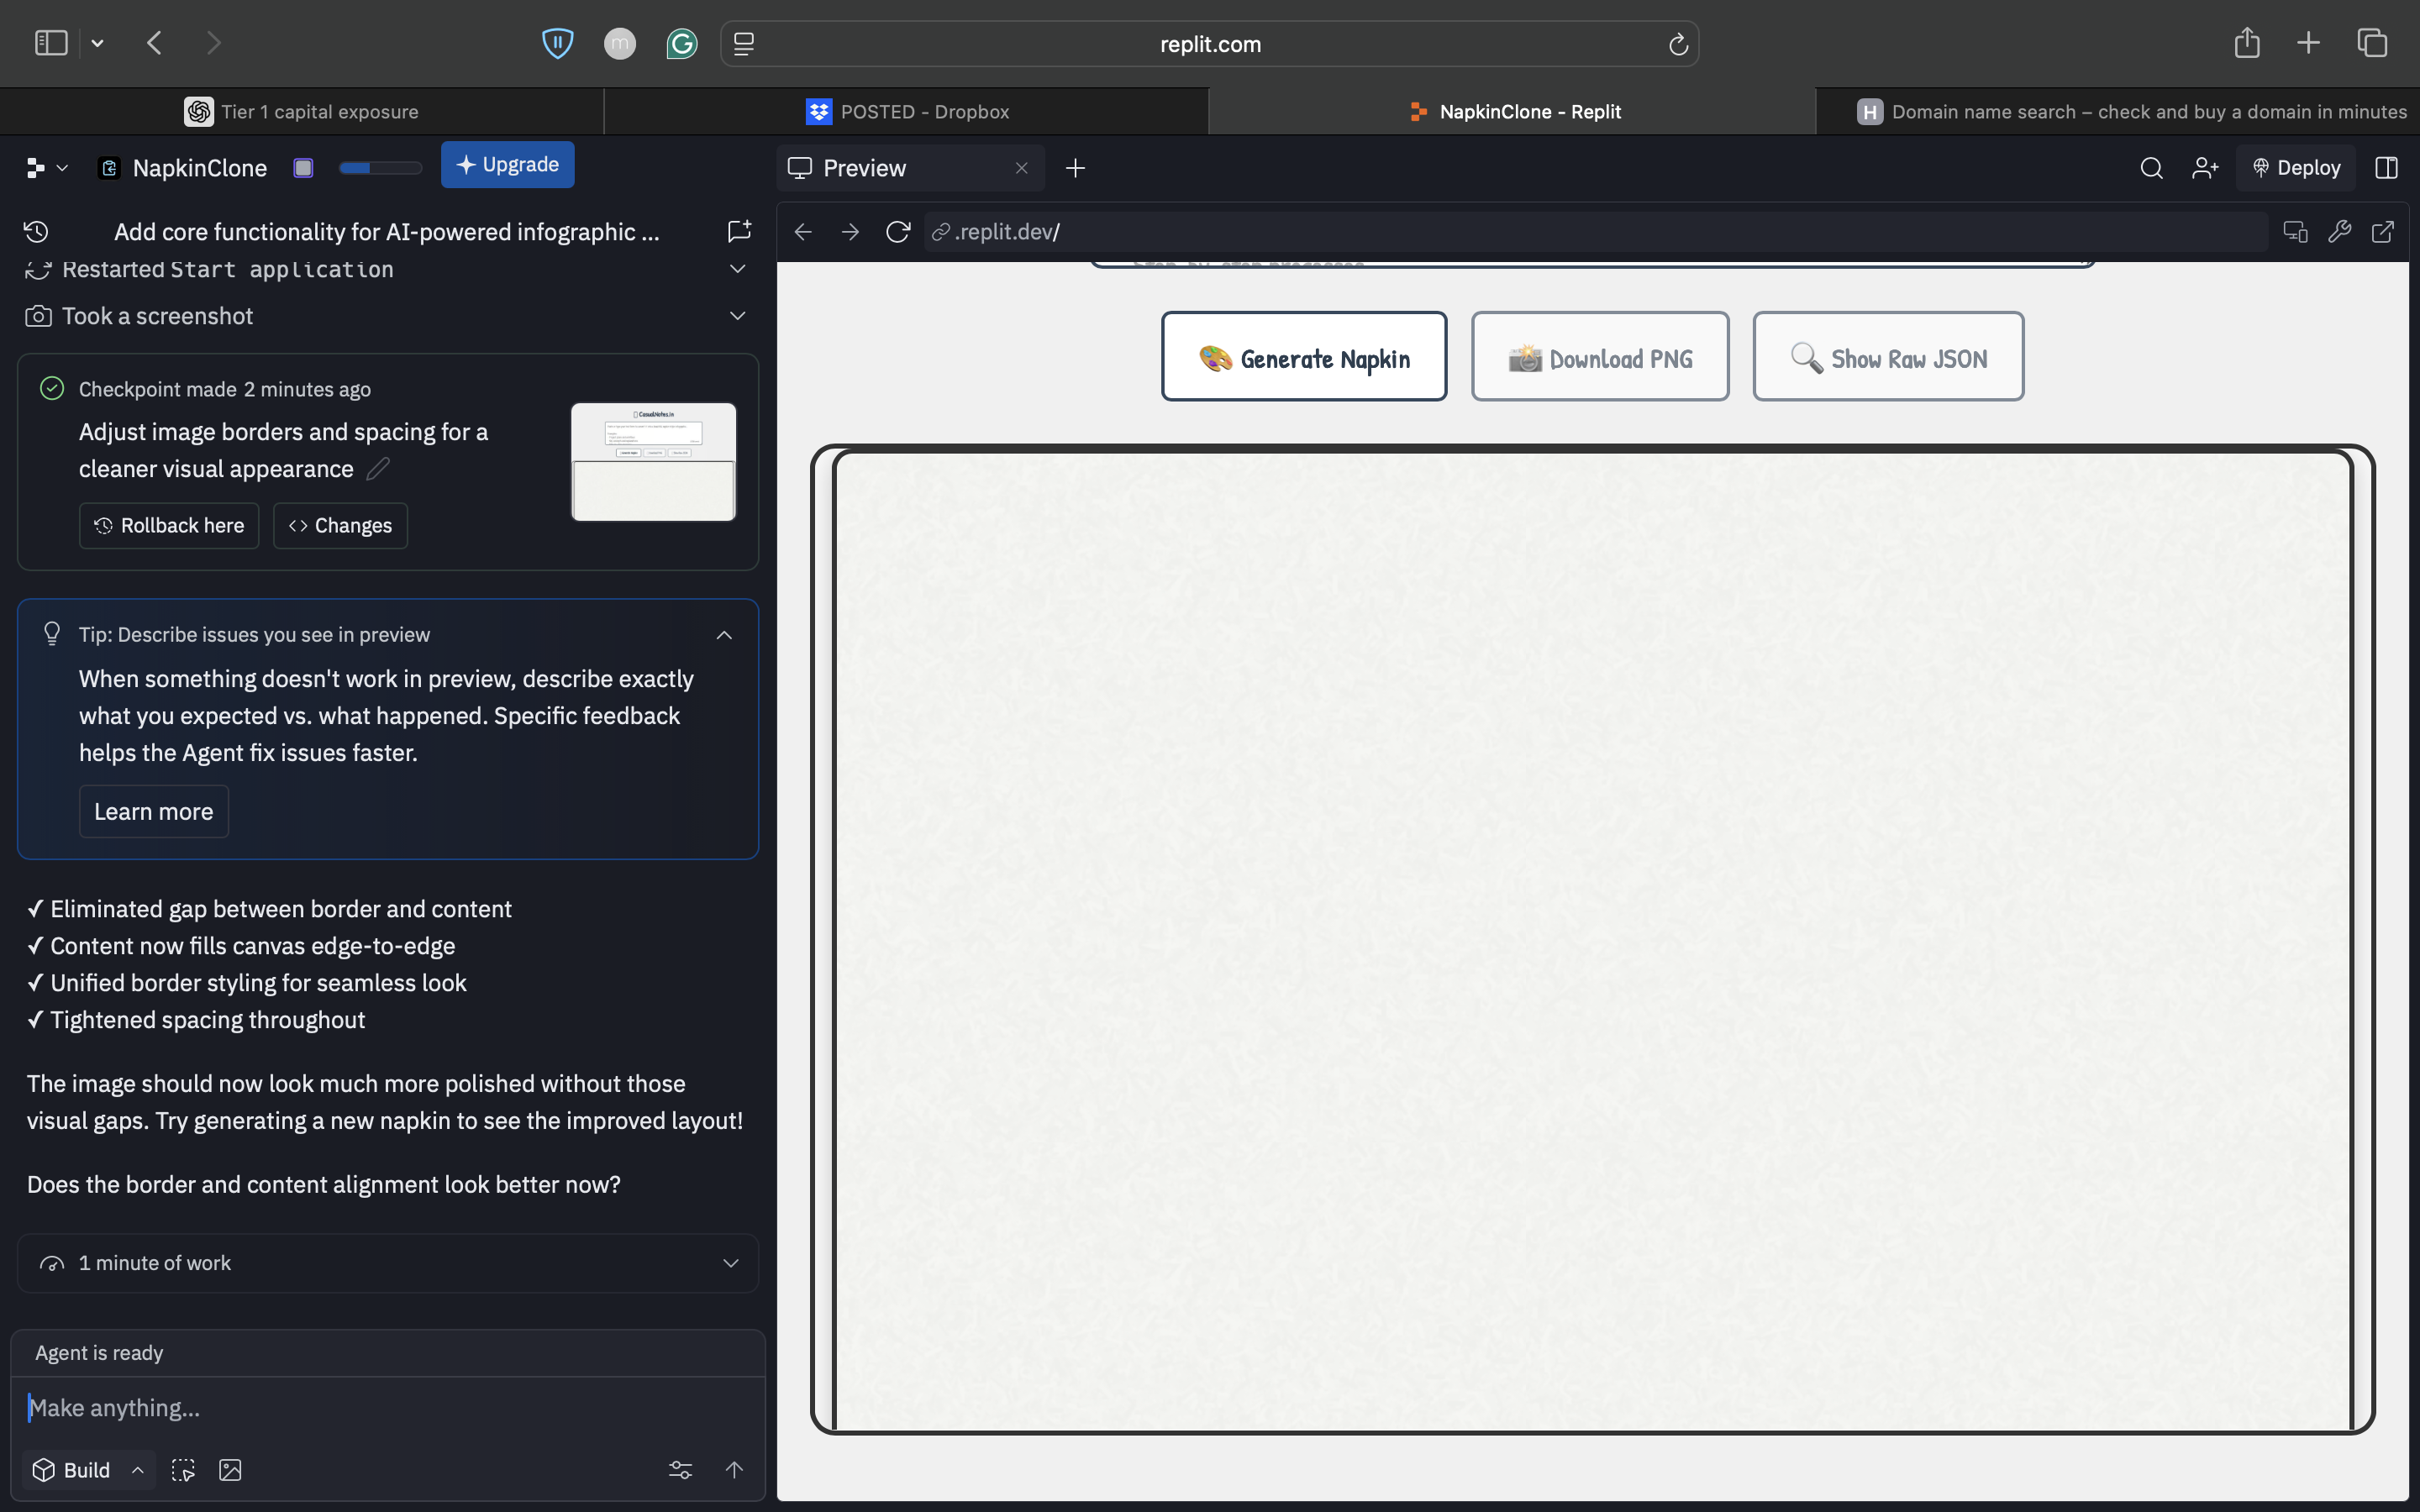 replit.com
Tier 1 capital exposure
POSTED - Dropbox
NapkinClone - Replit
H
Domain name search – check and buy a domain in minutes
NapkinClone
Upgrade
Preview
Deploy
Add core functionality for AI-powered infographic ...
.replit.dev/
Restarted Start application
Took a screenshot
Checkpoint made 2 minutes ago
Adjust image borders and spacing for a
cleaner visual appearance
Rollback here
Changes
Tip: Describe issues you see in preview
When something doesn't work in preview, describe exactly
what you expected vs. what happened. Specific feedback
helps the Agent fix issues faster.
Learn more
✓ Eliminated gap between border and content
✓ Content now fills canvas edge-to-edge
✓ Unified border styling for seamless look
✓ Tightened spacing throughout
The image should now look much more polished without those
visual gaps. Try generating a new napkin to see the improved layout!
Does the border and content alignment look better now?
1 minute of work
Agent is ready
Make anything...
Build
Generate Napkin
Download PNG
Show Raw JSON